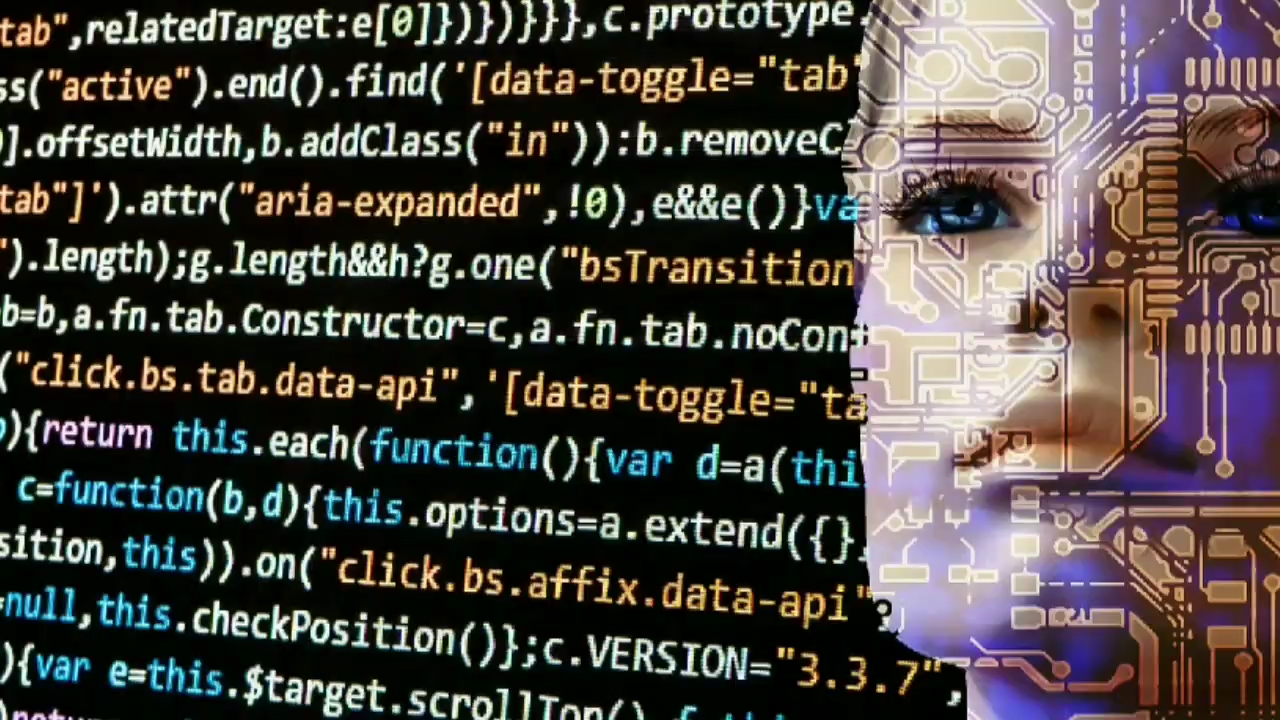 tab",relatedTarget:e[0]})})}}},c.prototype.
ss("active").end().find('[data-toggle="tab"
].offsetWidth,b.addClass("in")):b.removeC
tab"]').attr("aria-expanded",!0),e&&e()}va
").length);g.length&&h?g.one("bsTransition
=b=b,a.fn.tab.Constructor=c,a.fn.tab.noCon
("click.bs.tab.data-api",'[data-toggle="ta
){return this.each(function(){var d=a(thi
c=function(b,d){this.options=a.extend({}
sition,this)).on("click.bs.affix.data-api"
=null,this.checkPosition()};c.VERSION="3.3.7",
){var e=this.$target.scrollTop()